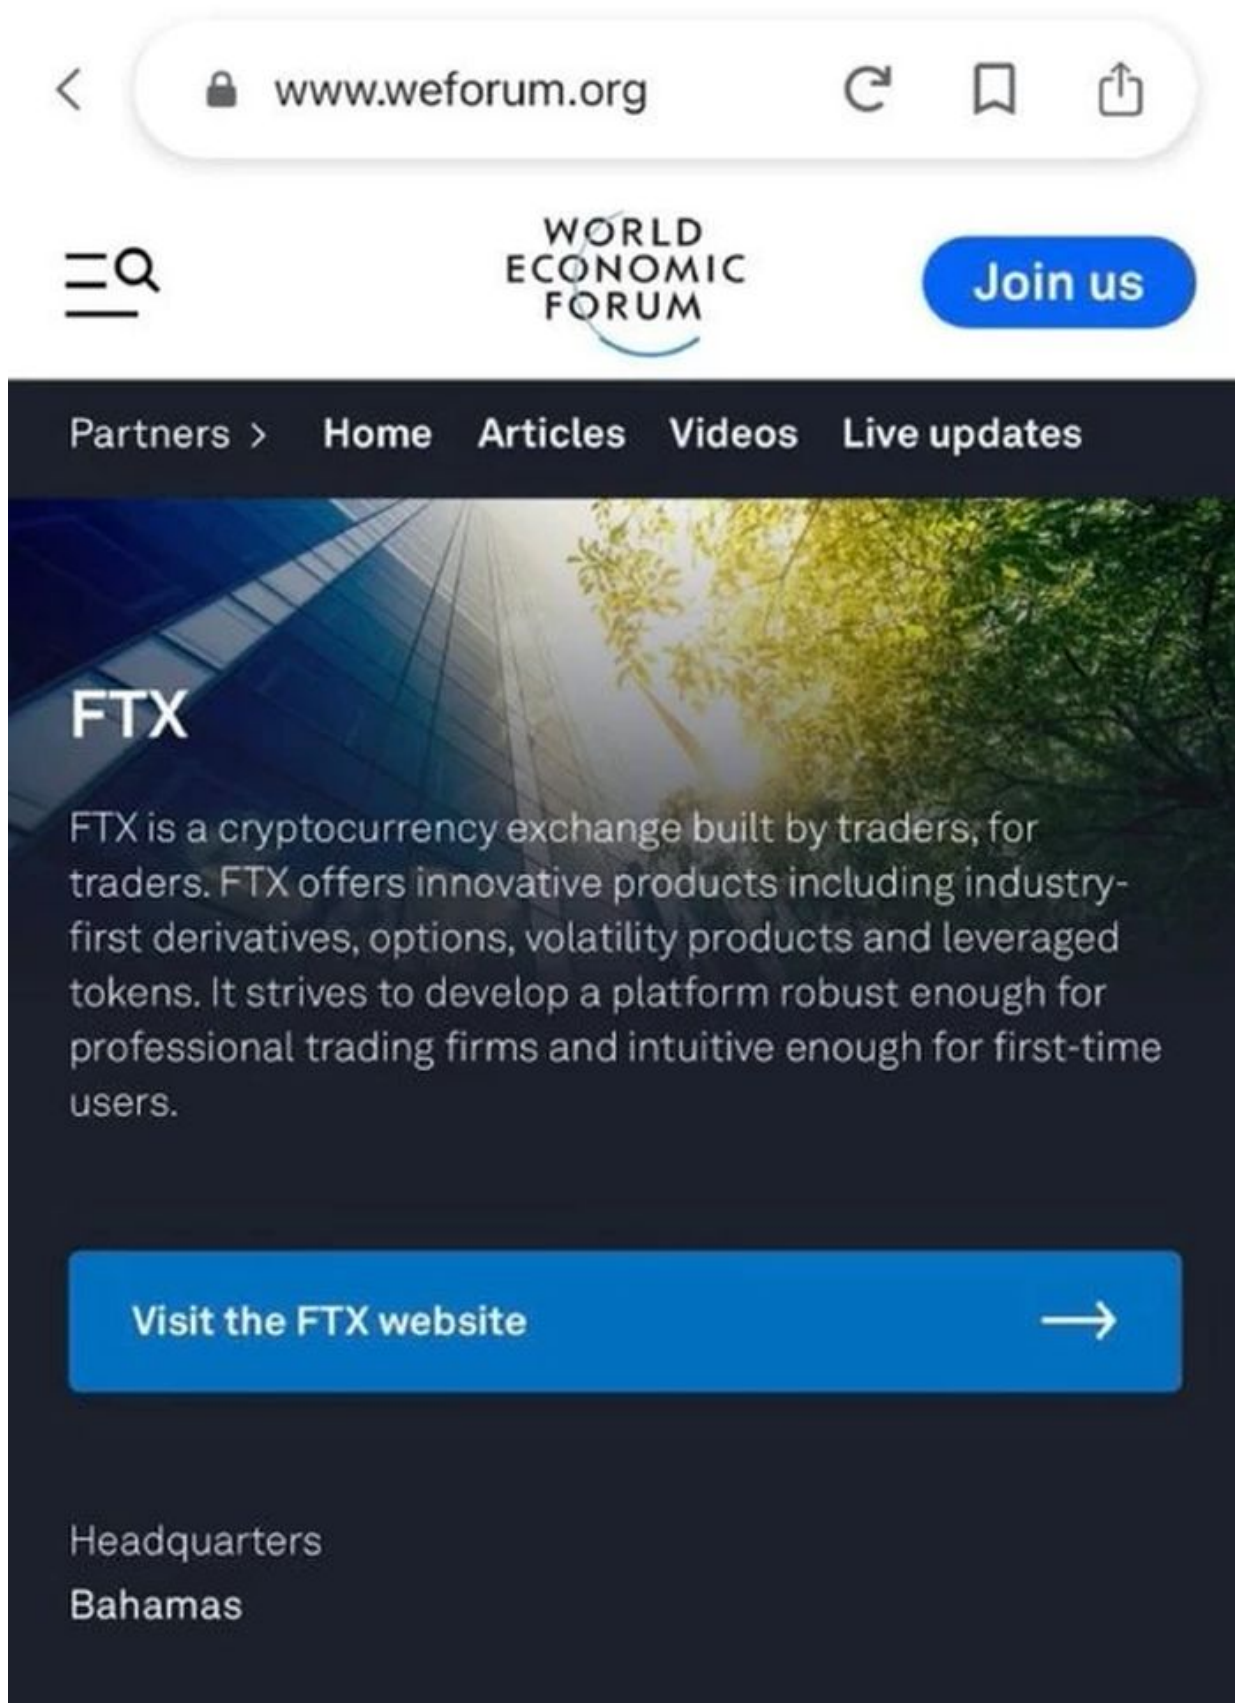 www.weforum.org
WORLD
ECONOMIC
FORUM
Join us
Partners > Home Articles Videos Live updates
FTX
FTX is a cryptocurrency exchange built by traders, for
traders. FTX offers innovative products including industry-
first derivatives, options, volatility products and leveraged
tokens. It strives to develop a platform robust enough for
professional trading firms and intuitive enough for first-time
users.
Visit the FTX website
Headquarters
Bahamas